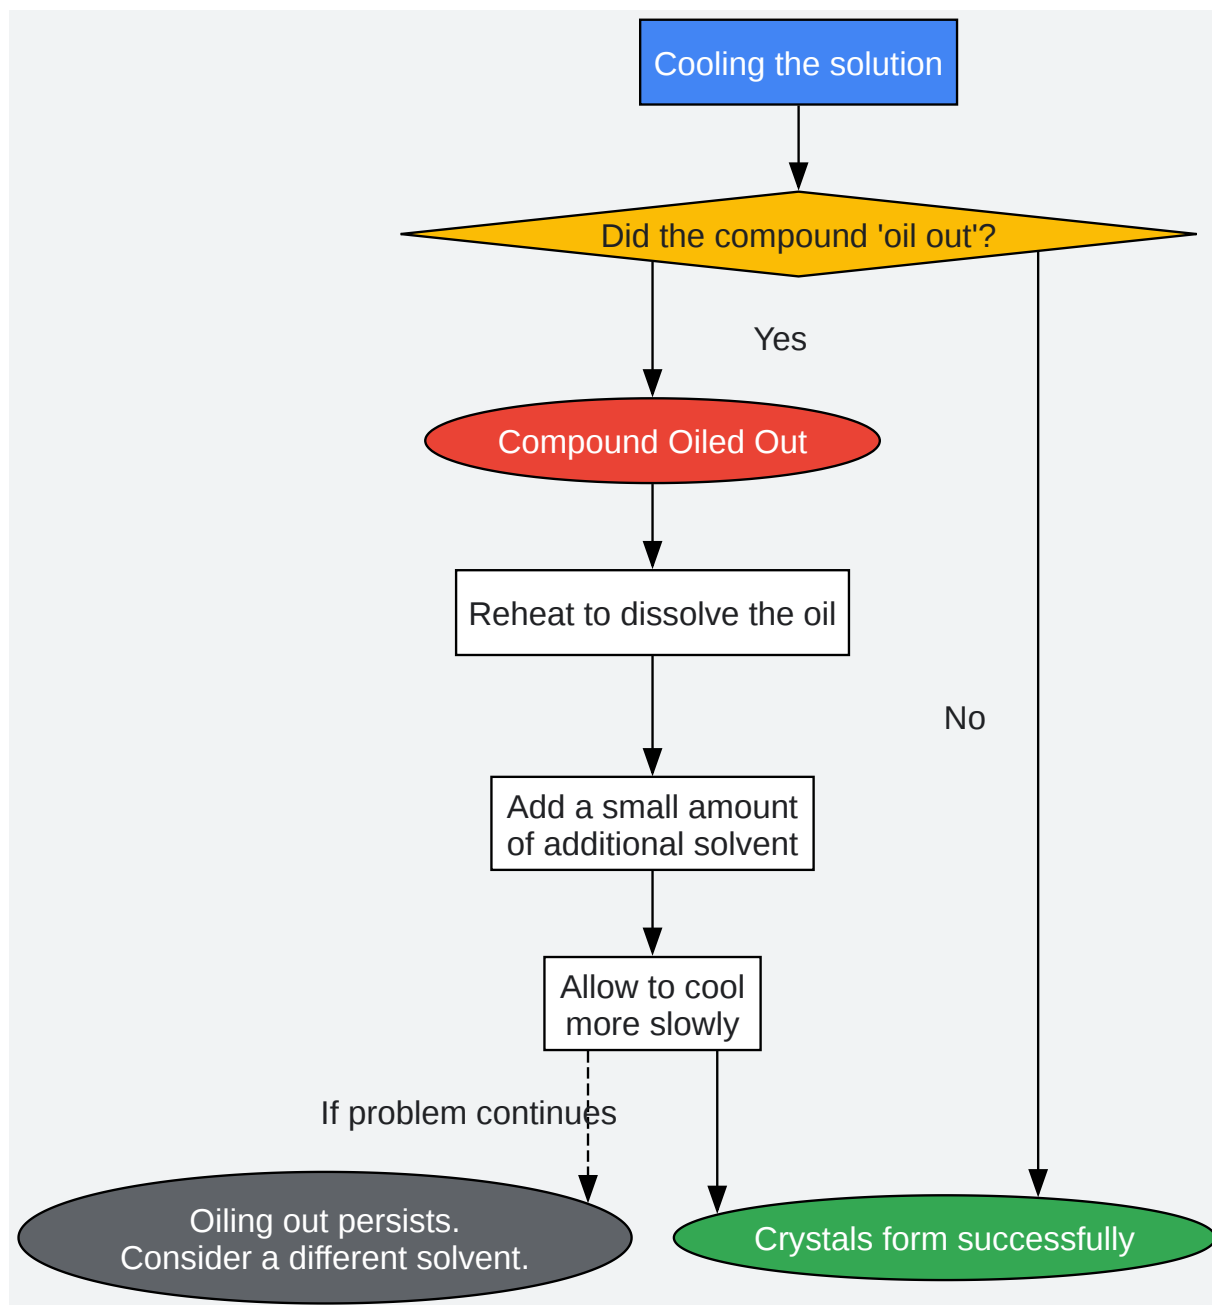 Cooling the solution
Did the compound 'oil out'?
Yes
Compound Oiled Out
Reheat to dissolve the oil
No
Add a small amount
of additional solvent
Allow to cool
more slowly
If problem continues
Oiling out persists.
Consider a different solvent.
Crystals form successfully